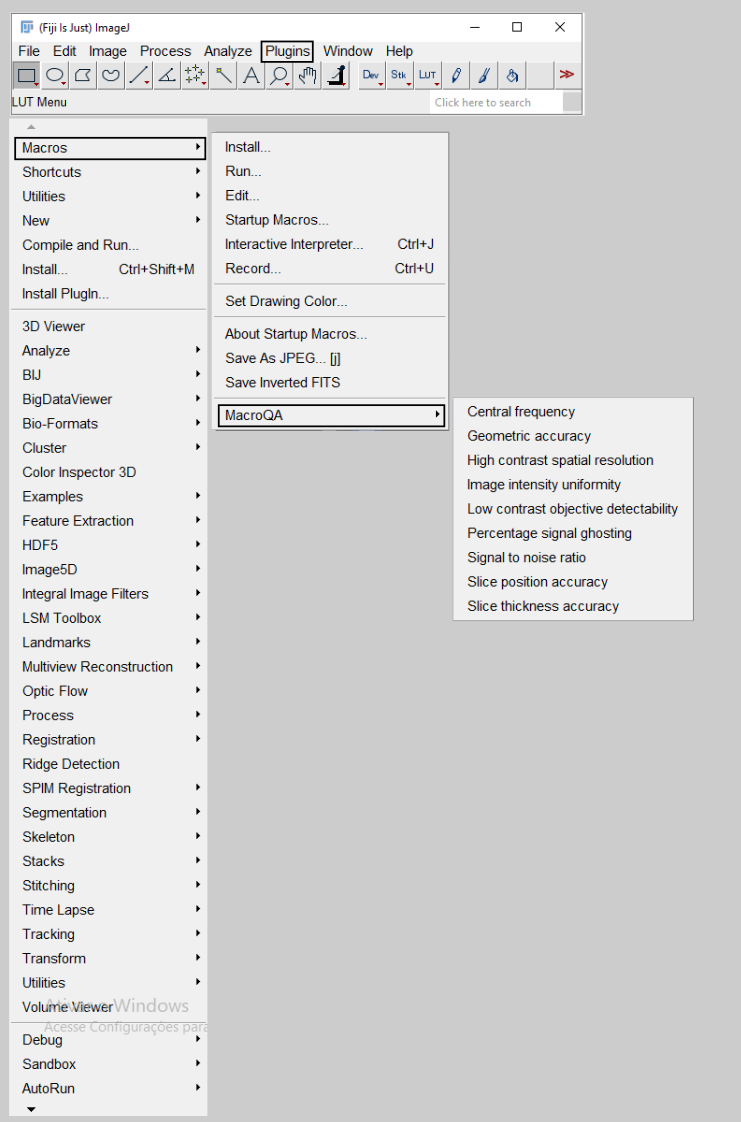 (Fiji Is Just) ImageJ
File Edit Image Process Analyze Plugins Window Help
Dev Stk LUT
LUT Menu
Click here to search
Macros
Shortcuts
Utilities
New
Compile and Run...
Install... Ctrl+Shift+M
Install PlugIn...
3D Viewer
Analyze
BIJ
BigDataViewer
Bio-Formats
Cluster
Color Inspector 3D
Examples
Feature Extraction
HDF5
Image5D
Integral Image Filters
LSM Toolbox
Landmarks
Multiview Reconstruction
Optic Flow
Process
Registration
Ridge Detection
SPIM Registration
Segmentation
Skeleton
Stacks
Stitching
Time Lapse
Tracking
Transform
Utilities
Volume Viewer
Ativar o Windows
Acesse Configurações para
Debug
Sandbox
AutoRun
Install...
Run...
Edit...
Startup Macros...
Interactive Interpreter... Ctrl+J
Record... Ctrl+U
Set Drawing Color...
About Startup Macros...
Save As JPEG... [j]
Save Inverted FITS
MacroQA
Central frequency
Geometric accuracy
High contrast spatial resolution
Image intensity uniformity
Low contrast objective detectability
Percentage signal ghosting
Signal to noise ratio
Slice position accuracy
Slice thickness accuracy